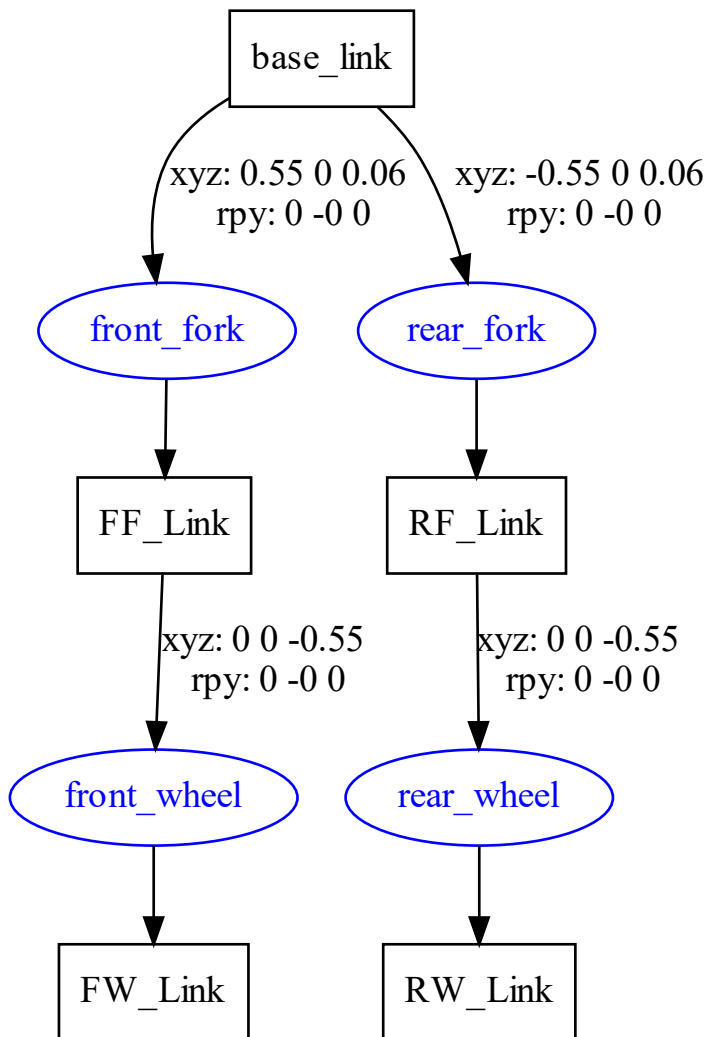 base_link
xyz: 0.55 0 0.06
rpy: 0 -0 0
xyz: -0.55 0 0.06
rpy: 0 -0 0
front_fork
rear_fork
FF_Link
RF_Link
xyz: 0 0 -0.55
rpy: 0 -0 0
xyz: 0 0 -0.55
rpy: 0 -0 0
front_wheel
rear_wheel
FW_Link
RW_Link